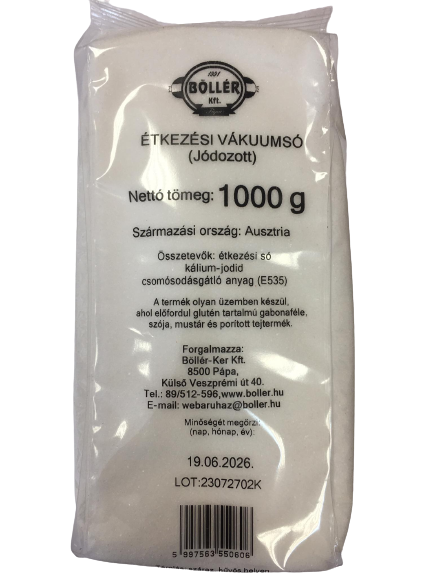 1991
BÖLLÉR
Kft.
ÉTKEZÉSI VÁKUUMSÓ
(Jódozott)
Nettó tömeg: 1000 g
Származási ország: Ausztria
Összetevők: étkezési só
kálium-jodid
csomósodásgátló anyag (E535)
A termék olyan üzemben készül,
ahol előfordul glutén tartalmú gabonaféle,
szója, mustár és porított tejtermék.
Forgalmazza:
Böllér-Ker Kft.
8500 Pápa,
Külső Veszprémi út 40.
Tel.: 89/512-596,www.boller.hu
E-mail: webaruhaz@boller.hu
Minőségét megőrzi:
(nap, hónap, év):
19.06.2026.
LOT:23072702K
5 997563 550606